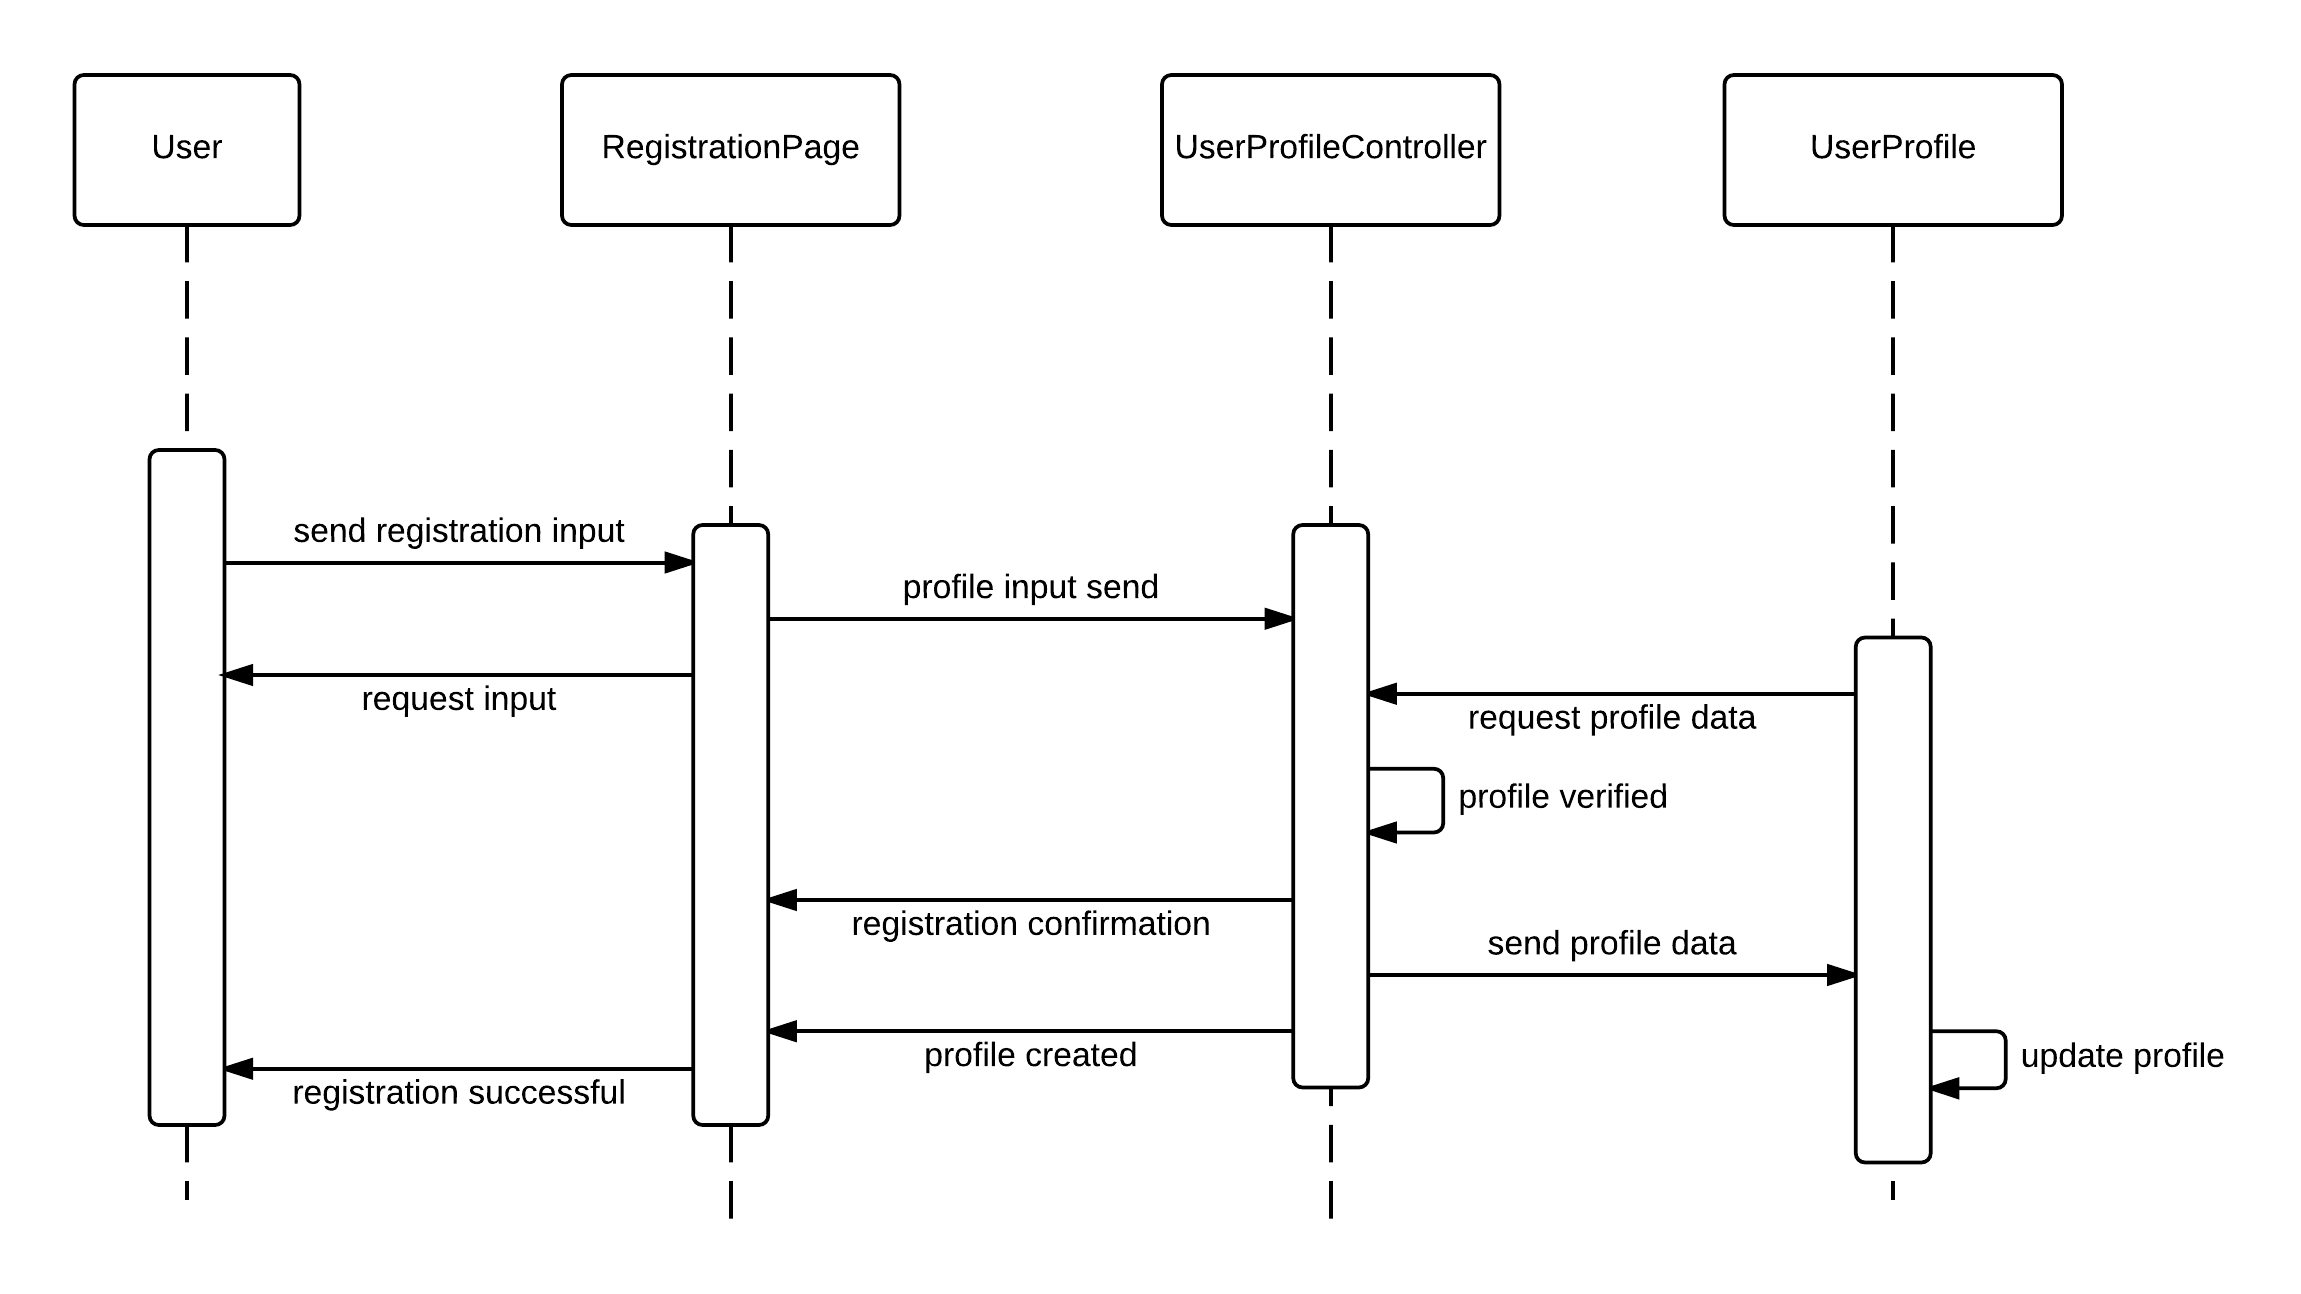 User
RegistrationPage
UserProfileController
UserProfile
send registration input
profile input send
request input
request profile data
profile verified
registration confirmation
send profile data
profile created
update profile
registration successful